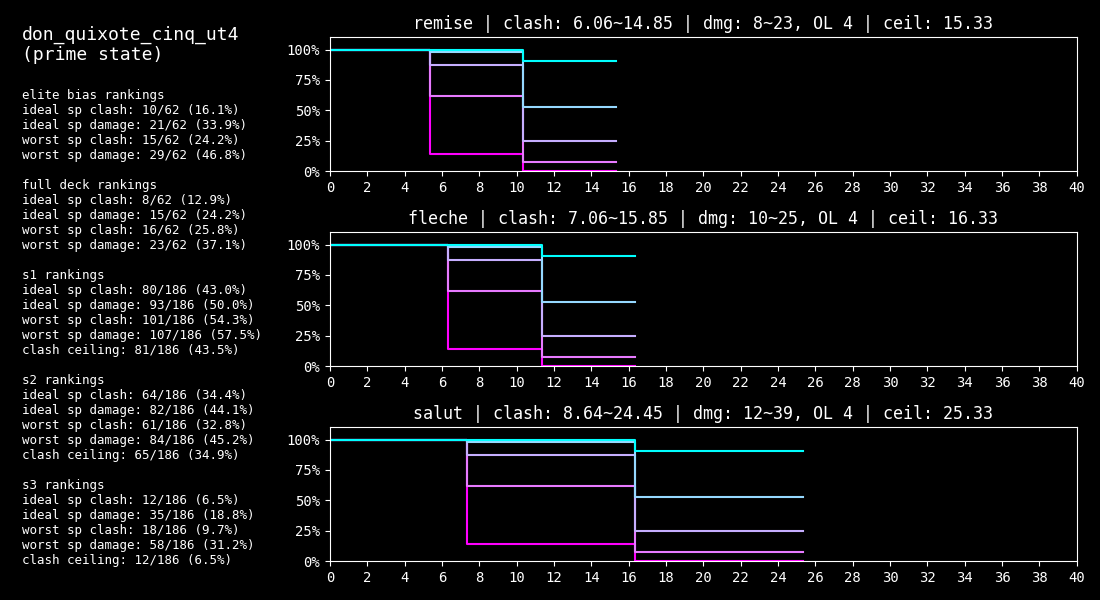 don_quixote_cinq_ut4
(prime state)
elite bias rankings
ideal sp clash: 10/62 (16.1%)
ideal sp damage: 21/62 (33.9%)
worst sp clash: 15/62 (24.2%)
worst sp damage: 29/62 (46.8%)
full deck rankings
ideal sp clash: 8/62 (12.9%)
ideal sp damage: 15/62 (24.2%)
worst sp clash: 16/62 (25.8%)
worst sp damage: 23/62 (37.1%)
s1 rankings
ideal sp clash: 80/186 (43.0%)
ideal sp damage: 93/186 (50.0%)
worst sp clash: 101/186 (54.3%)
worst sp damage: 107/186 (57.5%)
clash ceiling: 81/186 (43.5%)
s2 rankings
ideal sp clash: 64/186 (34.4%)
ideal sp damage: 82/186 (44.1%)
worst sp clash: 61/186 (32.8%)
worst sp damage: 84/186 (45.2%)
clash ceiling: 65/186 (34.9%)
s3 rankings
ideal sp clash: 12/186 (6.5%)
ideal sp damage: 35/186 (18.8%)
worst sp clash: 18/186 (9.7%)
worst sp damage: 58/186 (31.2%)
clash ceiling: 12/186 (6.5%)
remise | clash: 6.06~14.85 | dmg: 8~23, OL 4 | ceil: 15.33
100%
75%
50%
25%
0%
0 2 4 6 8 10 12 14 16 18 20 22 24 26 28 30 32 34 36 38 40
fleche | clash: 7.06~15.85 | dmg: 10~25, OL 4 | ceil: 16.33
100%
75%
50%
25%
0%
0 2 4 6 8 10 12 14 16 18 20 22 24 26 28 30 32 34 36 38 40
salut | clash: 8.64~24.45 | dmg: 12~39, OL 4 | ceil: 25.33
100%
75%
50%
25%
0%
0 2 4 6 8 10 12 14 16 18 20 22 24 26 28 30 32 34 36 38 40